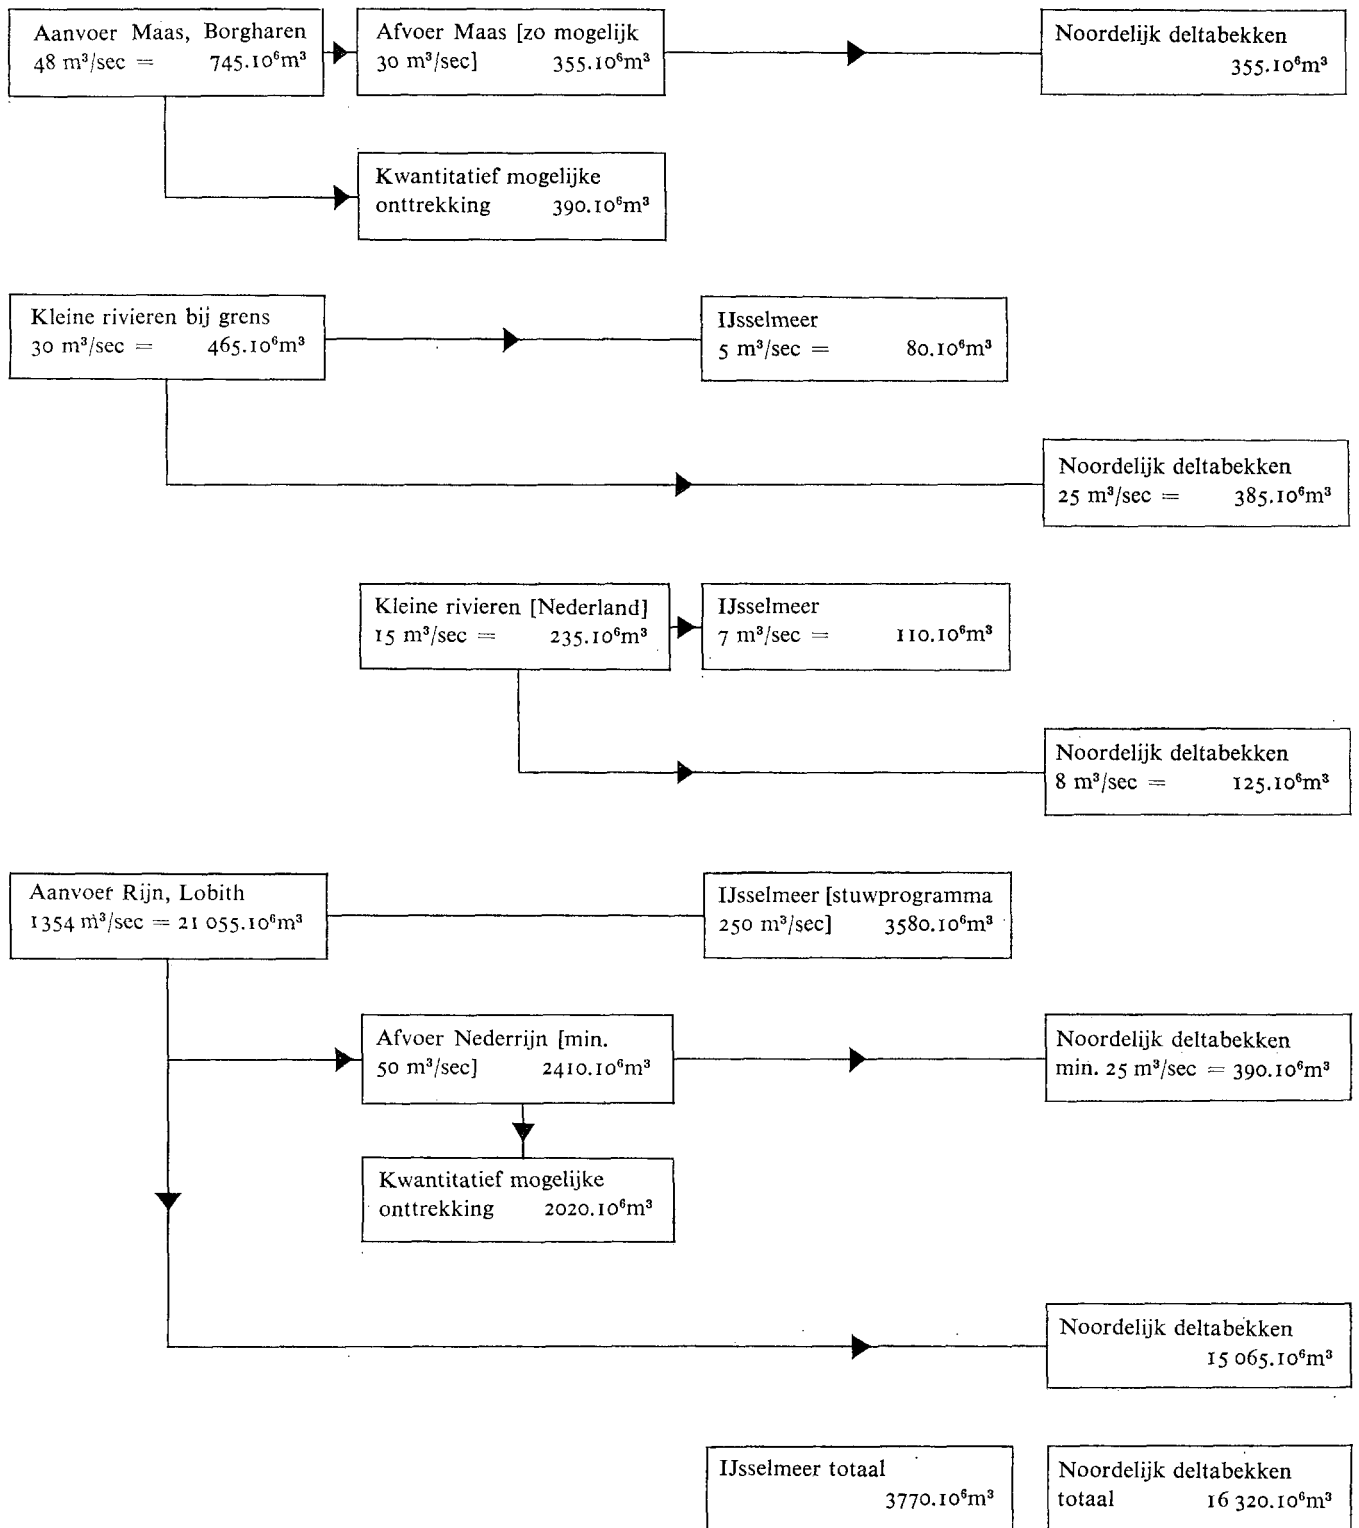 Aanvoer Maas, Borgharen
48 m³/sec = 745.10⁶m³
Afvoer Maas [zo mogelijk
30 m³/sec] 355.10⁶m³
Noordelijk deltabekken
355.10⁶m³
Kwantitatief mogelijke
onttrekking 390.10⁶m³
Kleine rivieren bij grens
30 m³/sec = 465.10⁶m³
IJsselmeer
5 m³/sec = 80.10⁶m³
Noordelijk deltabekken
25 m³/sec = 385.10⁶m³
Kleine rivieren [Nederland]
15 m³/sec = 235.10⁶m³
IJsselmeer
7 m³/sec = 110.10⁶m³
Noordelijk deltabekken
8 m³/sec = 125.10⁶m³
Aanvoer Rijn, Lobith
1354 m³/sec = 21 055.10⁶m³
IJsselmeer [stuwprogramma
250 m³/sec] 3580.10⁶m³
Afvoer Nederrijn [min.
50 m³/sec] 2410.10⁶m³
Noordelijk deltabekken
min. 25 m³/sec = 390.10⁶m³
Kwantitatief mogelijke
onttrekking 2020.10⁶m³
Noordelijk deltabekken
15 065.10⁶m³
IJsselmeer totaal
3770.10⁶m³
Noordelijk deltabekken
totaal 16 320.10⁶m³